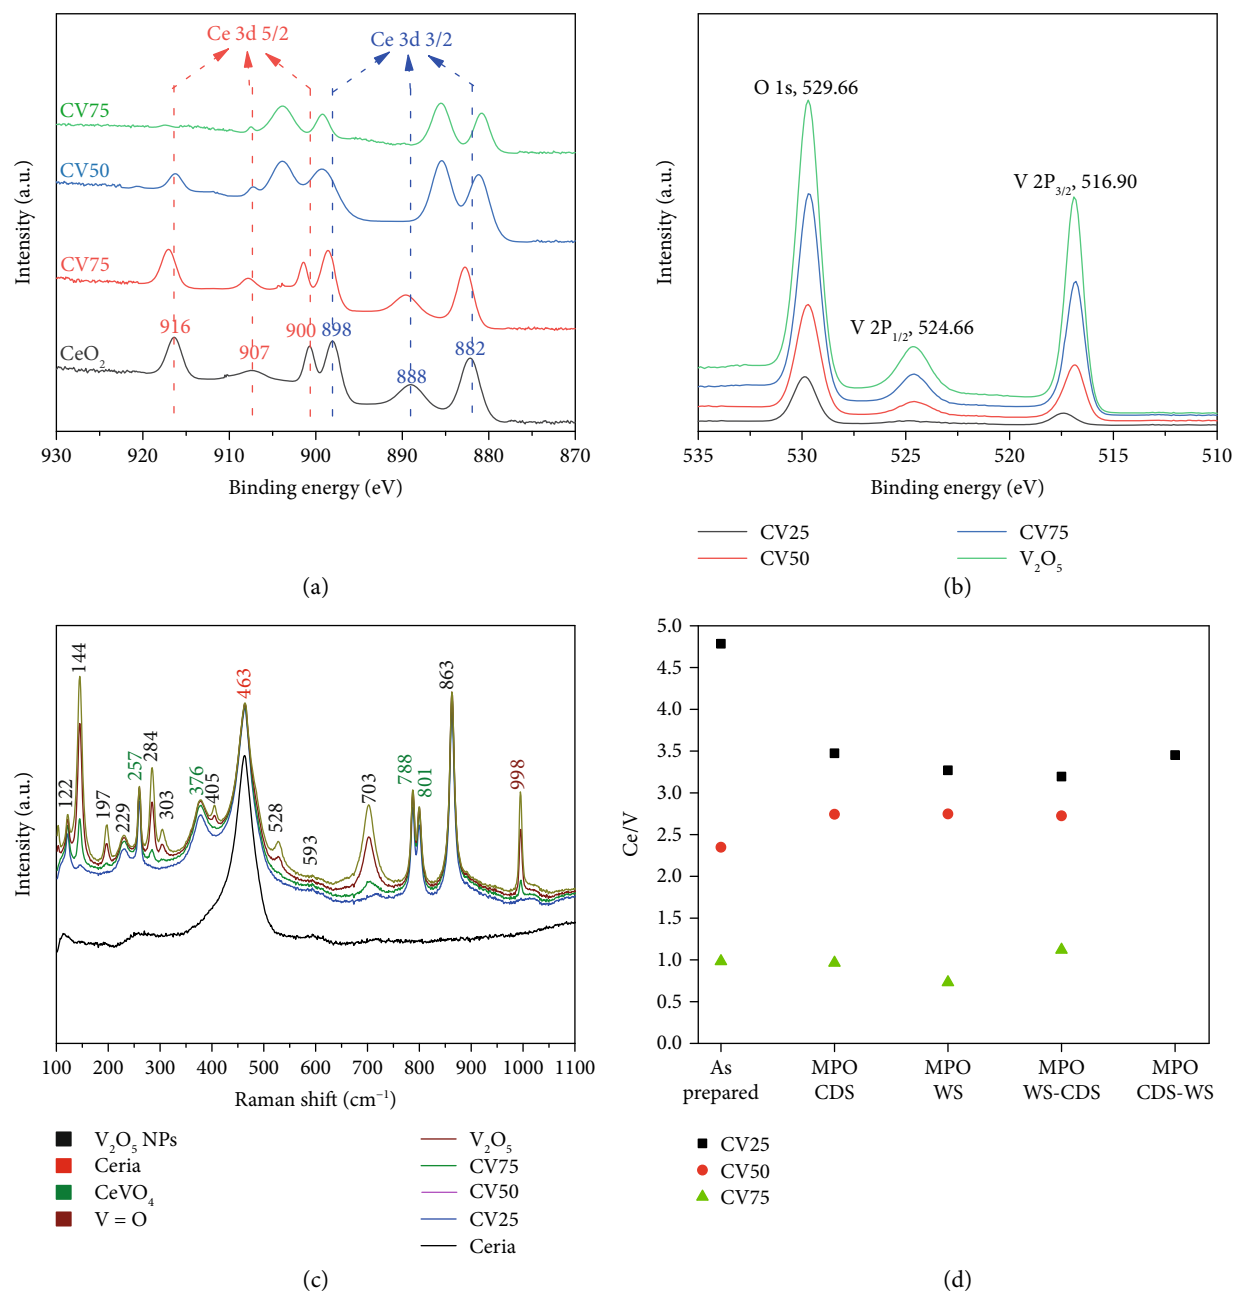 Ce 3d 5/2
Ce 3d 3/2
CV75
CV50
CV75
CeO₂
916
907
900
898
888
882
Intensity (a.u.)
930 920 910 900 890 880 870
Binding energy (eV)
(a)
O 1s, 529.66
V 2P₃/₂, 516.90
V 2P₁/₂, 524.66
Intensity (a.u.)
535 530 525 520 515 510
Binding energy (eV)
CV25
CV50
CV75
V₂O₅
(b)
122
144
197
229
257
284
303
376
405
463
528
593
703
788
801
863
998
Intensity (a.u.)
100 200 300 400 500 600 700 800 900 1000 1100
Raman shift (cm⁻¹)
V₂O₅ NPs
Ceria
CeVO₄
V = O
V₂O₅
CV75
CV50
CV25
Ceria
(c)
5.0
4.5
4.0
3.5
3.0
2.5
2.0
1.5
1.0
0.5
0.0
Ce/V
As prepared
MPO CDS
MPO WS
MPO WS-CDS
MPO CDS-WS
CV25
CV50
CV75
(d)